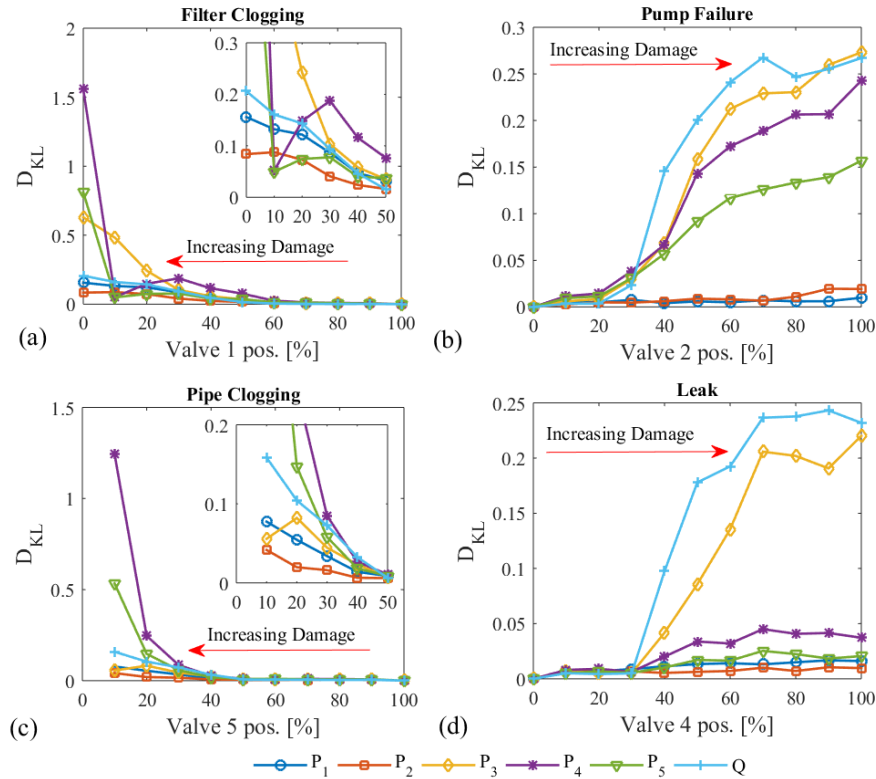 Filter Clogging
2
1.5
1
0.5
0
D_KL
0.3
0.2
0.1
0
0 10 20 30 40 50
Increasing Damage
0 20 40 60 80 100
(a)
Valve 1 pos. [%]
Pump Failure
0.3
0.25
0.2
0.15
0.1
0.05
0
D_KL
Increasing Damage
0 20 40 60 80 100
(b)
Valve 2 pos. [%]
Pipe Clogging
1.5
1
0.5
0
D_KL
0.2
0.1
0
0 10 20 30 40 50
Increasing Damage
0 20 40 60 80 100
(c)
Valve 5 pos. [%]
Leak
0.25
0.2
0.15
0.1
0.05
0
D_KL
Increasing Damage
0 20 40 60 80 100
(d)
Valve 4 pos. [%]
P_1 P_2 P_3 P_4 P_5 Q